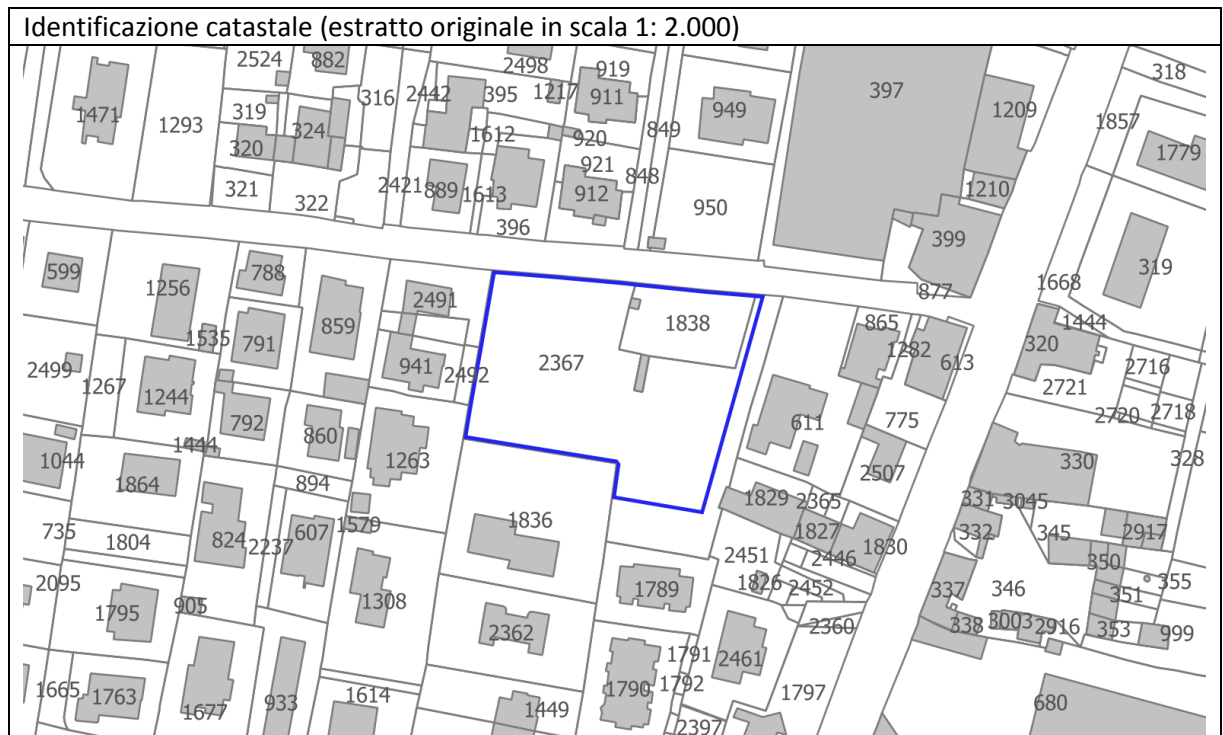 Identificazione catastale (estratto originale in scala 1: 2.000)
2524 882 2498 919 318
1471 1293 319 324 316 2442 395 1217 911 949 397 1209 1857
320 1612 920 849 1779
321 322 2421 889 1613 921 848 912 950 1210
396 399
599 1256 788 2491 877 1668 319
1535 791 859 1838 865 1282 1444
2499 1267 1244 941 2492 2367 613 320 2716
2721
792 860 611 775 2720 2718
1044 1444 1263 2507 330 328
1864 894
735 1804 824 2237 607 1579 1836 1829 2365 1827 331 3045 332 345 2917
2451 2446 1830 350
2095 1795 905 1308 1789 1826 2452 337 346 351 355
2362 2360 338 3003 2916 353 999
1665 1763 1677 933 1614 1449 1790 1791 1792 2461 1797 680
2397